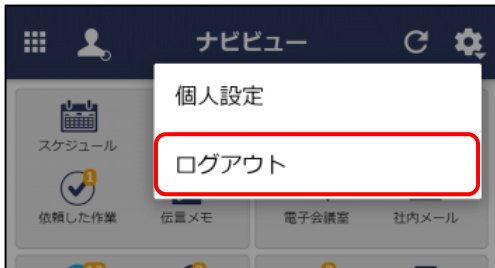 ナビビュー
個人設定
ログアウト
スケジュール
1
依頼した作業
伝言メモ
電子会議室
社内メール